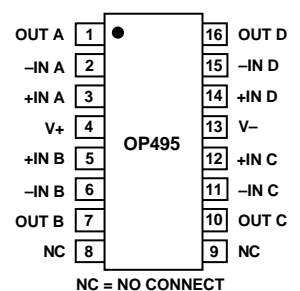 OUT A 1 16 OUT D
–IN A 2 15 –IN D
+IN A 3 14 +IN D
V+ 4 13 V–
OP495
+IN B 5 12 +IN C
–IN B 6 11 –IN C
OUT B 7 10 OUT C
NC 8 9 NC
NC = NO CONNECT